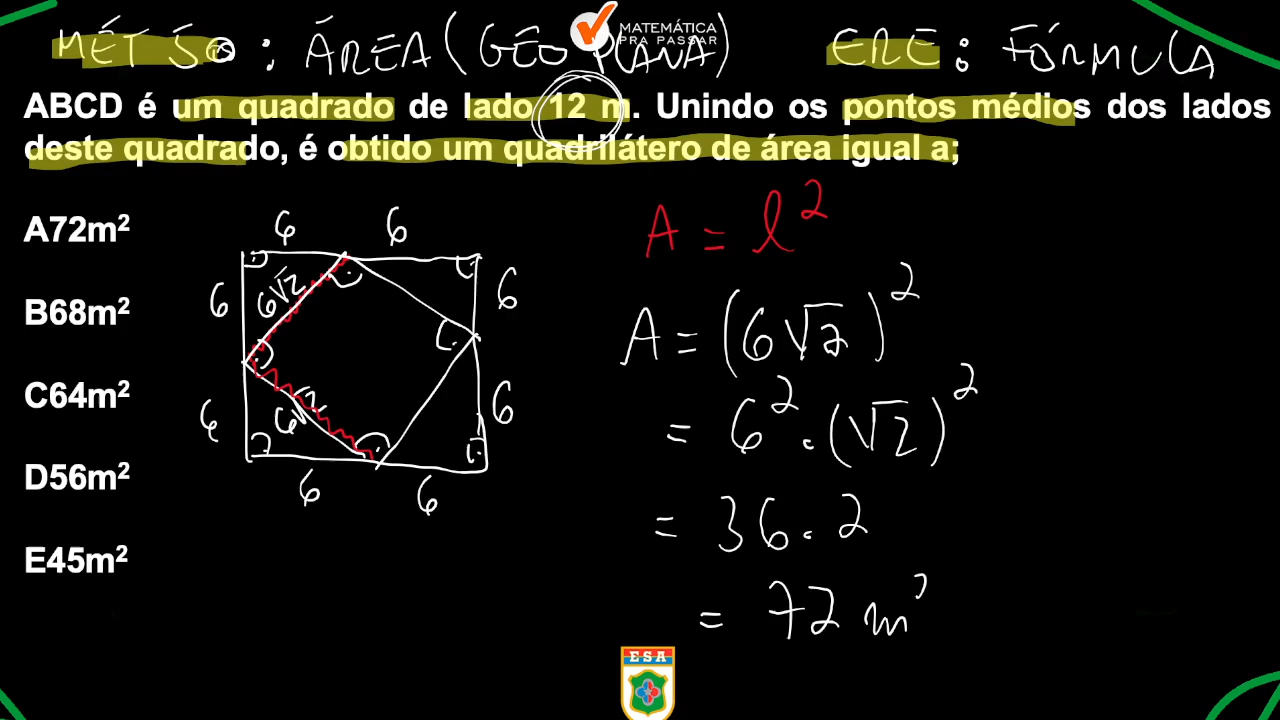 MATEMÁTICA
PRA PASSAR
: ÁREA (GEO PLANA) ERE: FÓRMULA
ABCD é um quadrado de lado 12 m. Unindo os pontos médios dos lados
deste quadrado, é obtido um quadrilátero de área igual a;
A72m²
B68m²
C64m²
D56m²
E45m²
6 6
6 6√2 6
6 6√2 6
6 6
A = l²
A = (6√2)²
= 6² . (√2)²
= 36 . 2
= 72 m²
ESA